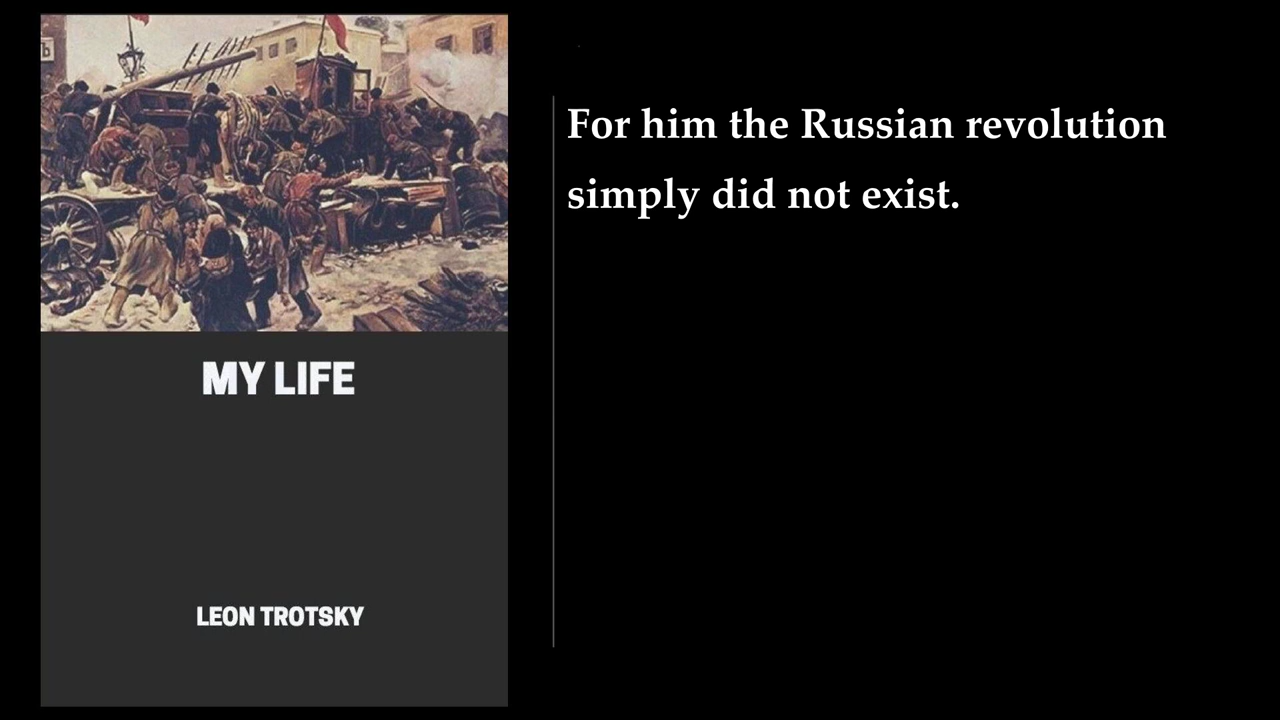 Ъ
MY LIFE
LEON TROTSKY
For him the Russian revolution
simply did not exist.